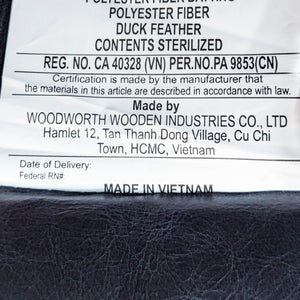 POLYESTER FIBER BATTING
POLYESTER FIBER
DUCK FEATHER
CONTENTS STERILIZED
REG. NO. CA 40328 (VN) PER.NO.PA 9853(CN)
Certification is made by the manufacturer that
the materials in this article are described in accordance with law.
Made by
WOODWORTH WOODEN INDUSTRIES CO., LTD
Hamlet 12, Tan Thanh Dong Village, Cu Chi
Town, HCMC, Vietnam
Date of Delivery:
Federal RN#:
MADE IN VIETNAM